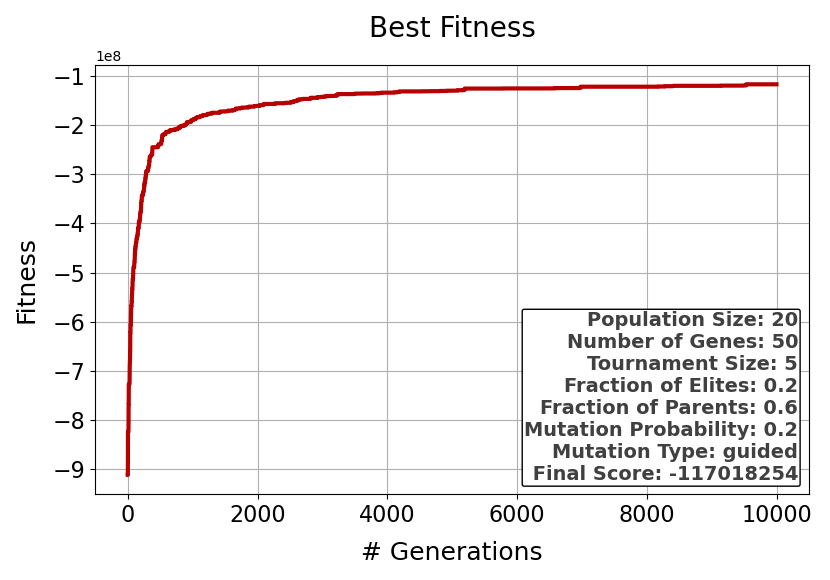 Best Fitness
1e8
−1
−2
−3
−4
−5
−6
−7
−8
−9
Fitness
Population Size: 20
Number of Genes: 50
Tournament Size: 5
Fraction of Elites: 0.2
Fraction of Parents: 0.6
Mutation Probability: 0.2
Mutation Type: guided
Final Score: -117018254
0 2000 4000 6000 8000 10000
# Generations